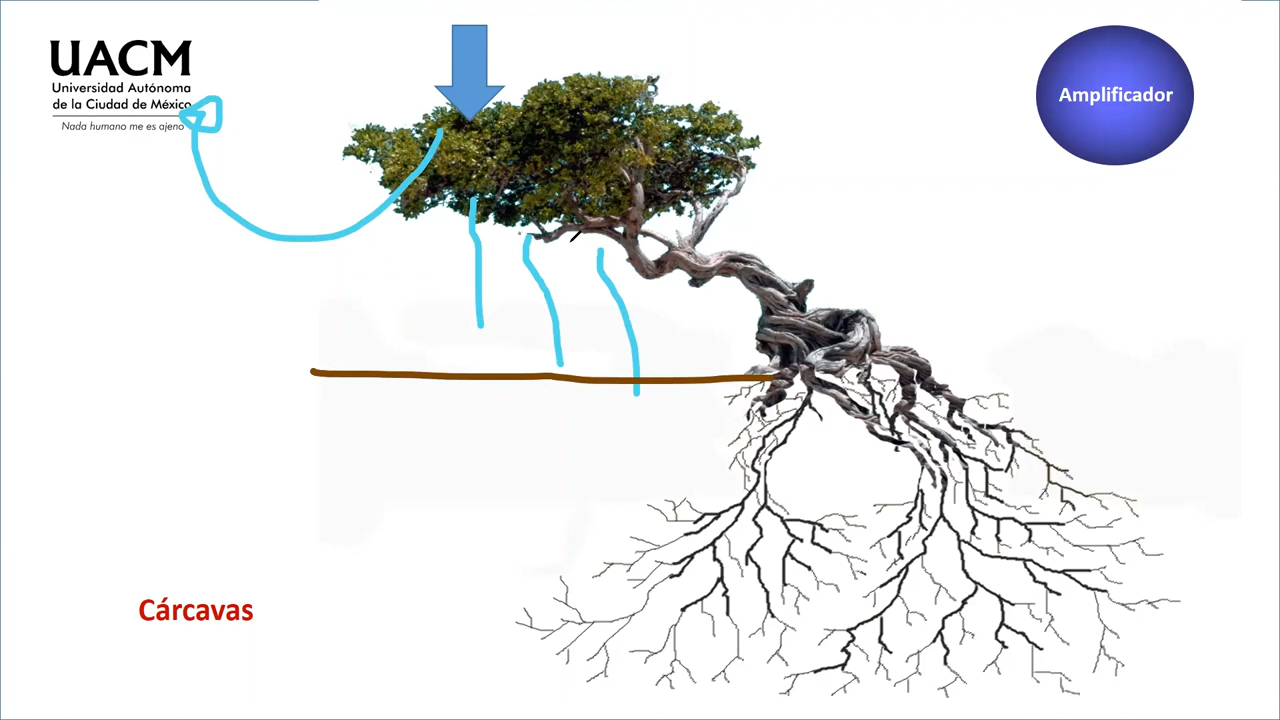 UACM
Universidad Autónoma
de la Ciudad de México
Nada humano me es ajeno
Amplificador
Cárcavas